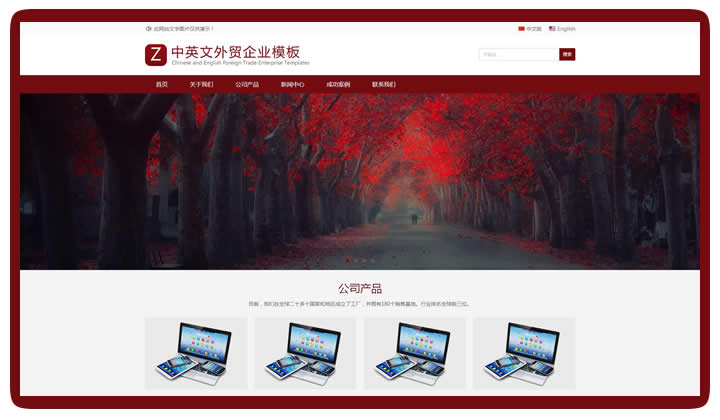 此网站文字图片仅供演示！
中文版 English
Z 中英文外贸企业模板
Chinese and English Foreign Trade Enterprise Templates
搜索
首页 关于我们 公司产品 新闻中心 成功案例 联系我们
公司产品
目前，我们在全球二十多个国家和地区成立了工厂，并拥有180个销售基地。行业排名全球前三位。